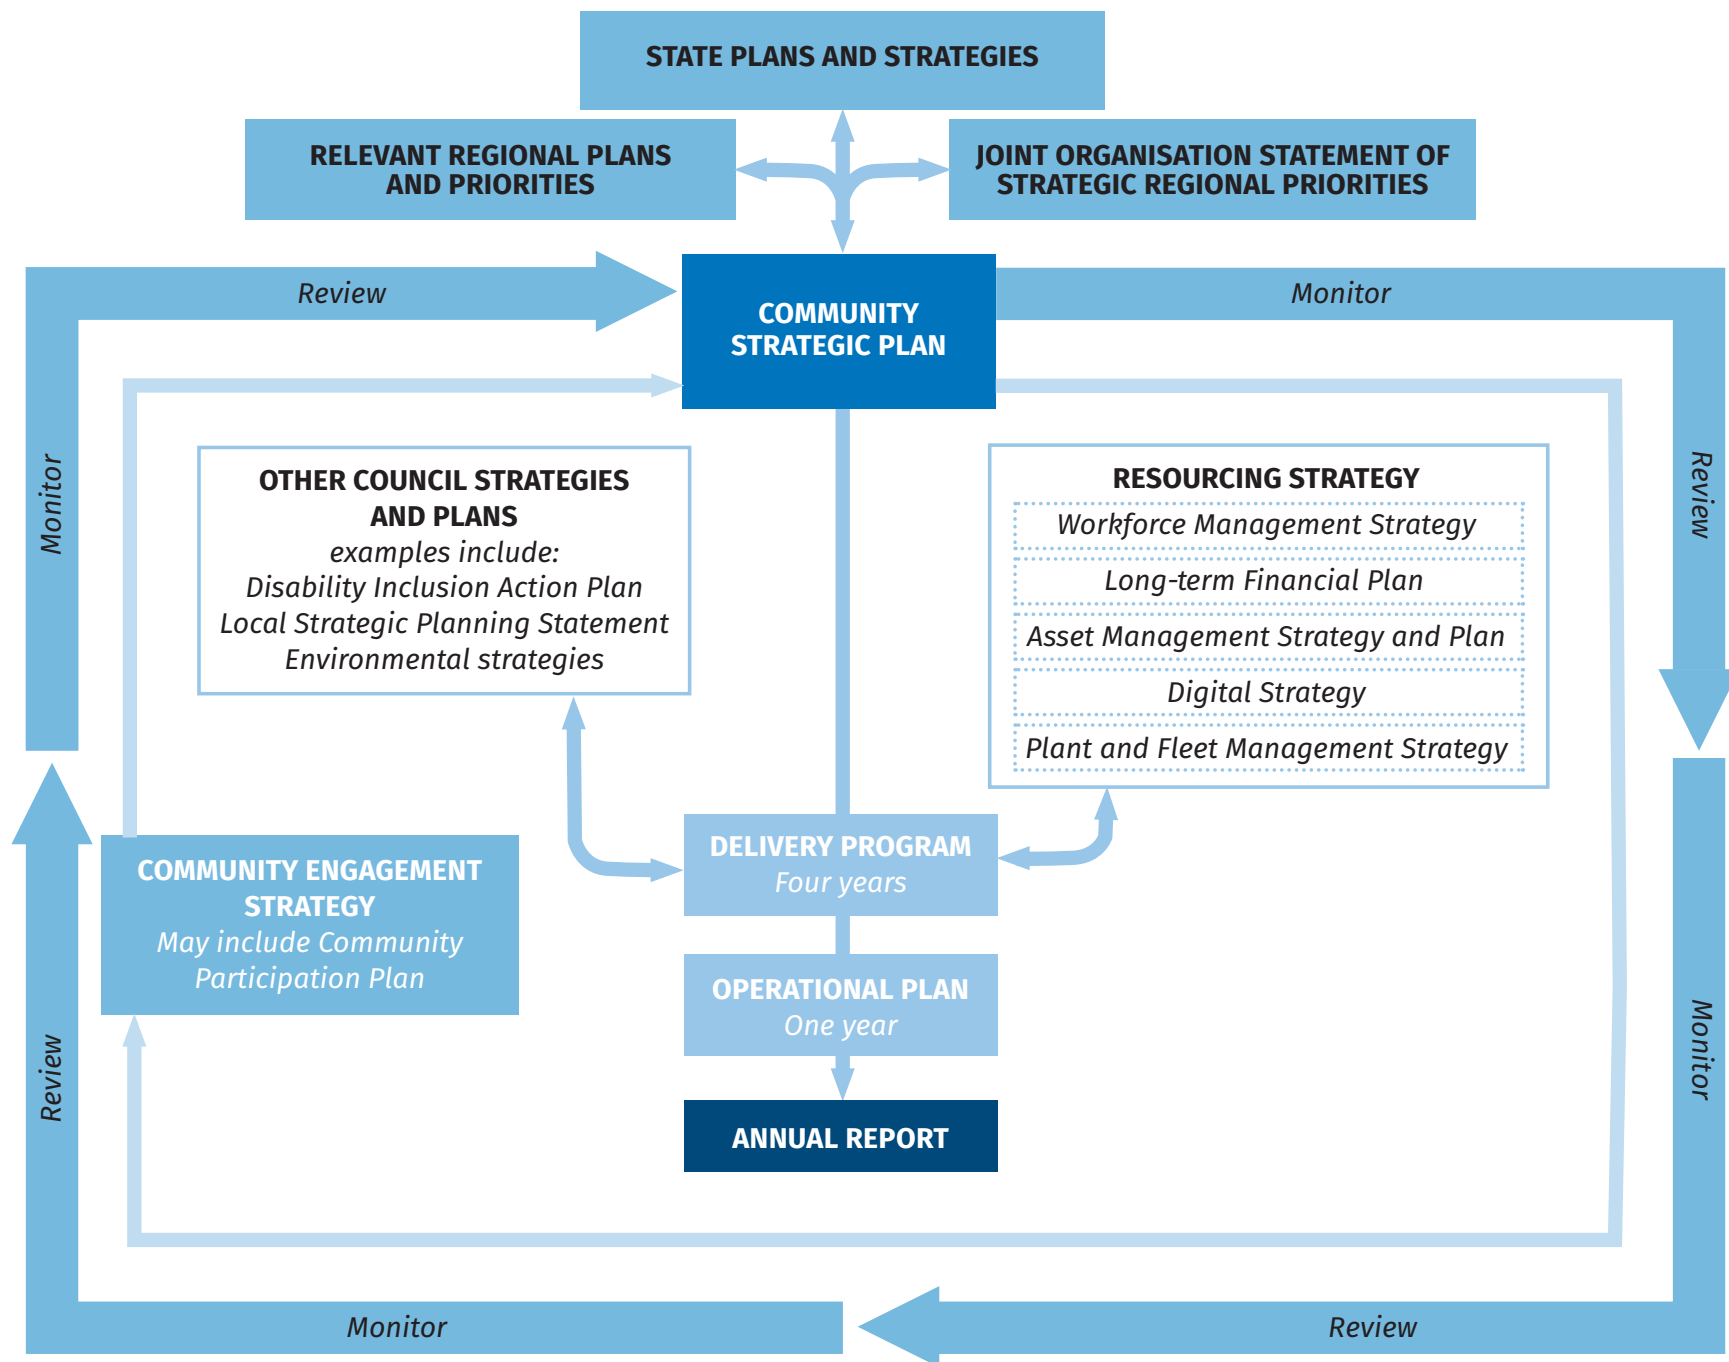 STATE PLANS AND STRATEGIES
RELEVANT REGIONAL PLANS
AND PRIORITIES
JOINT ORGANISATION STATEMENT OF
STRATEGIC REGIONAL PRIORITIES
Review
COMMUNITY
STRATEGIC PLAN
Monitor
Monitor
OTHER COUNCIL STRATEGIES
AND PLANS
examples include:
Disability Inclusion Action Plan
Local Strategic Planning Statement
Environmental strategies
RESOURCING STRATEGY
Workforce Management Strategy
Long-term Financial Plan
Asset Management Strategy and Plan
Digital Strategy
Plant and Fleet Management Strategy
Review
COMMUNITY ENGAGEMENT
STRATEGY
May include Community
Participation Plan
DELIVERY PROGRAM
Four years
OPERATIONAL PLAN
One year
ANNUAL REPORT
Review
Monitor
Monitor
Review